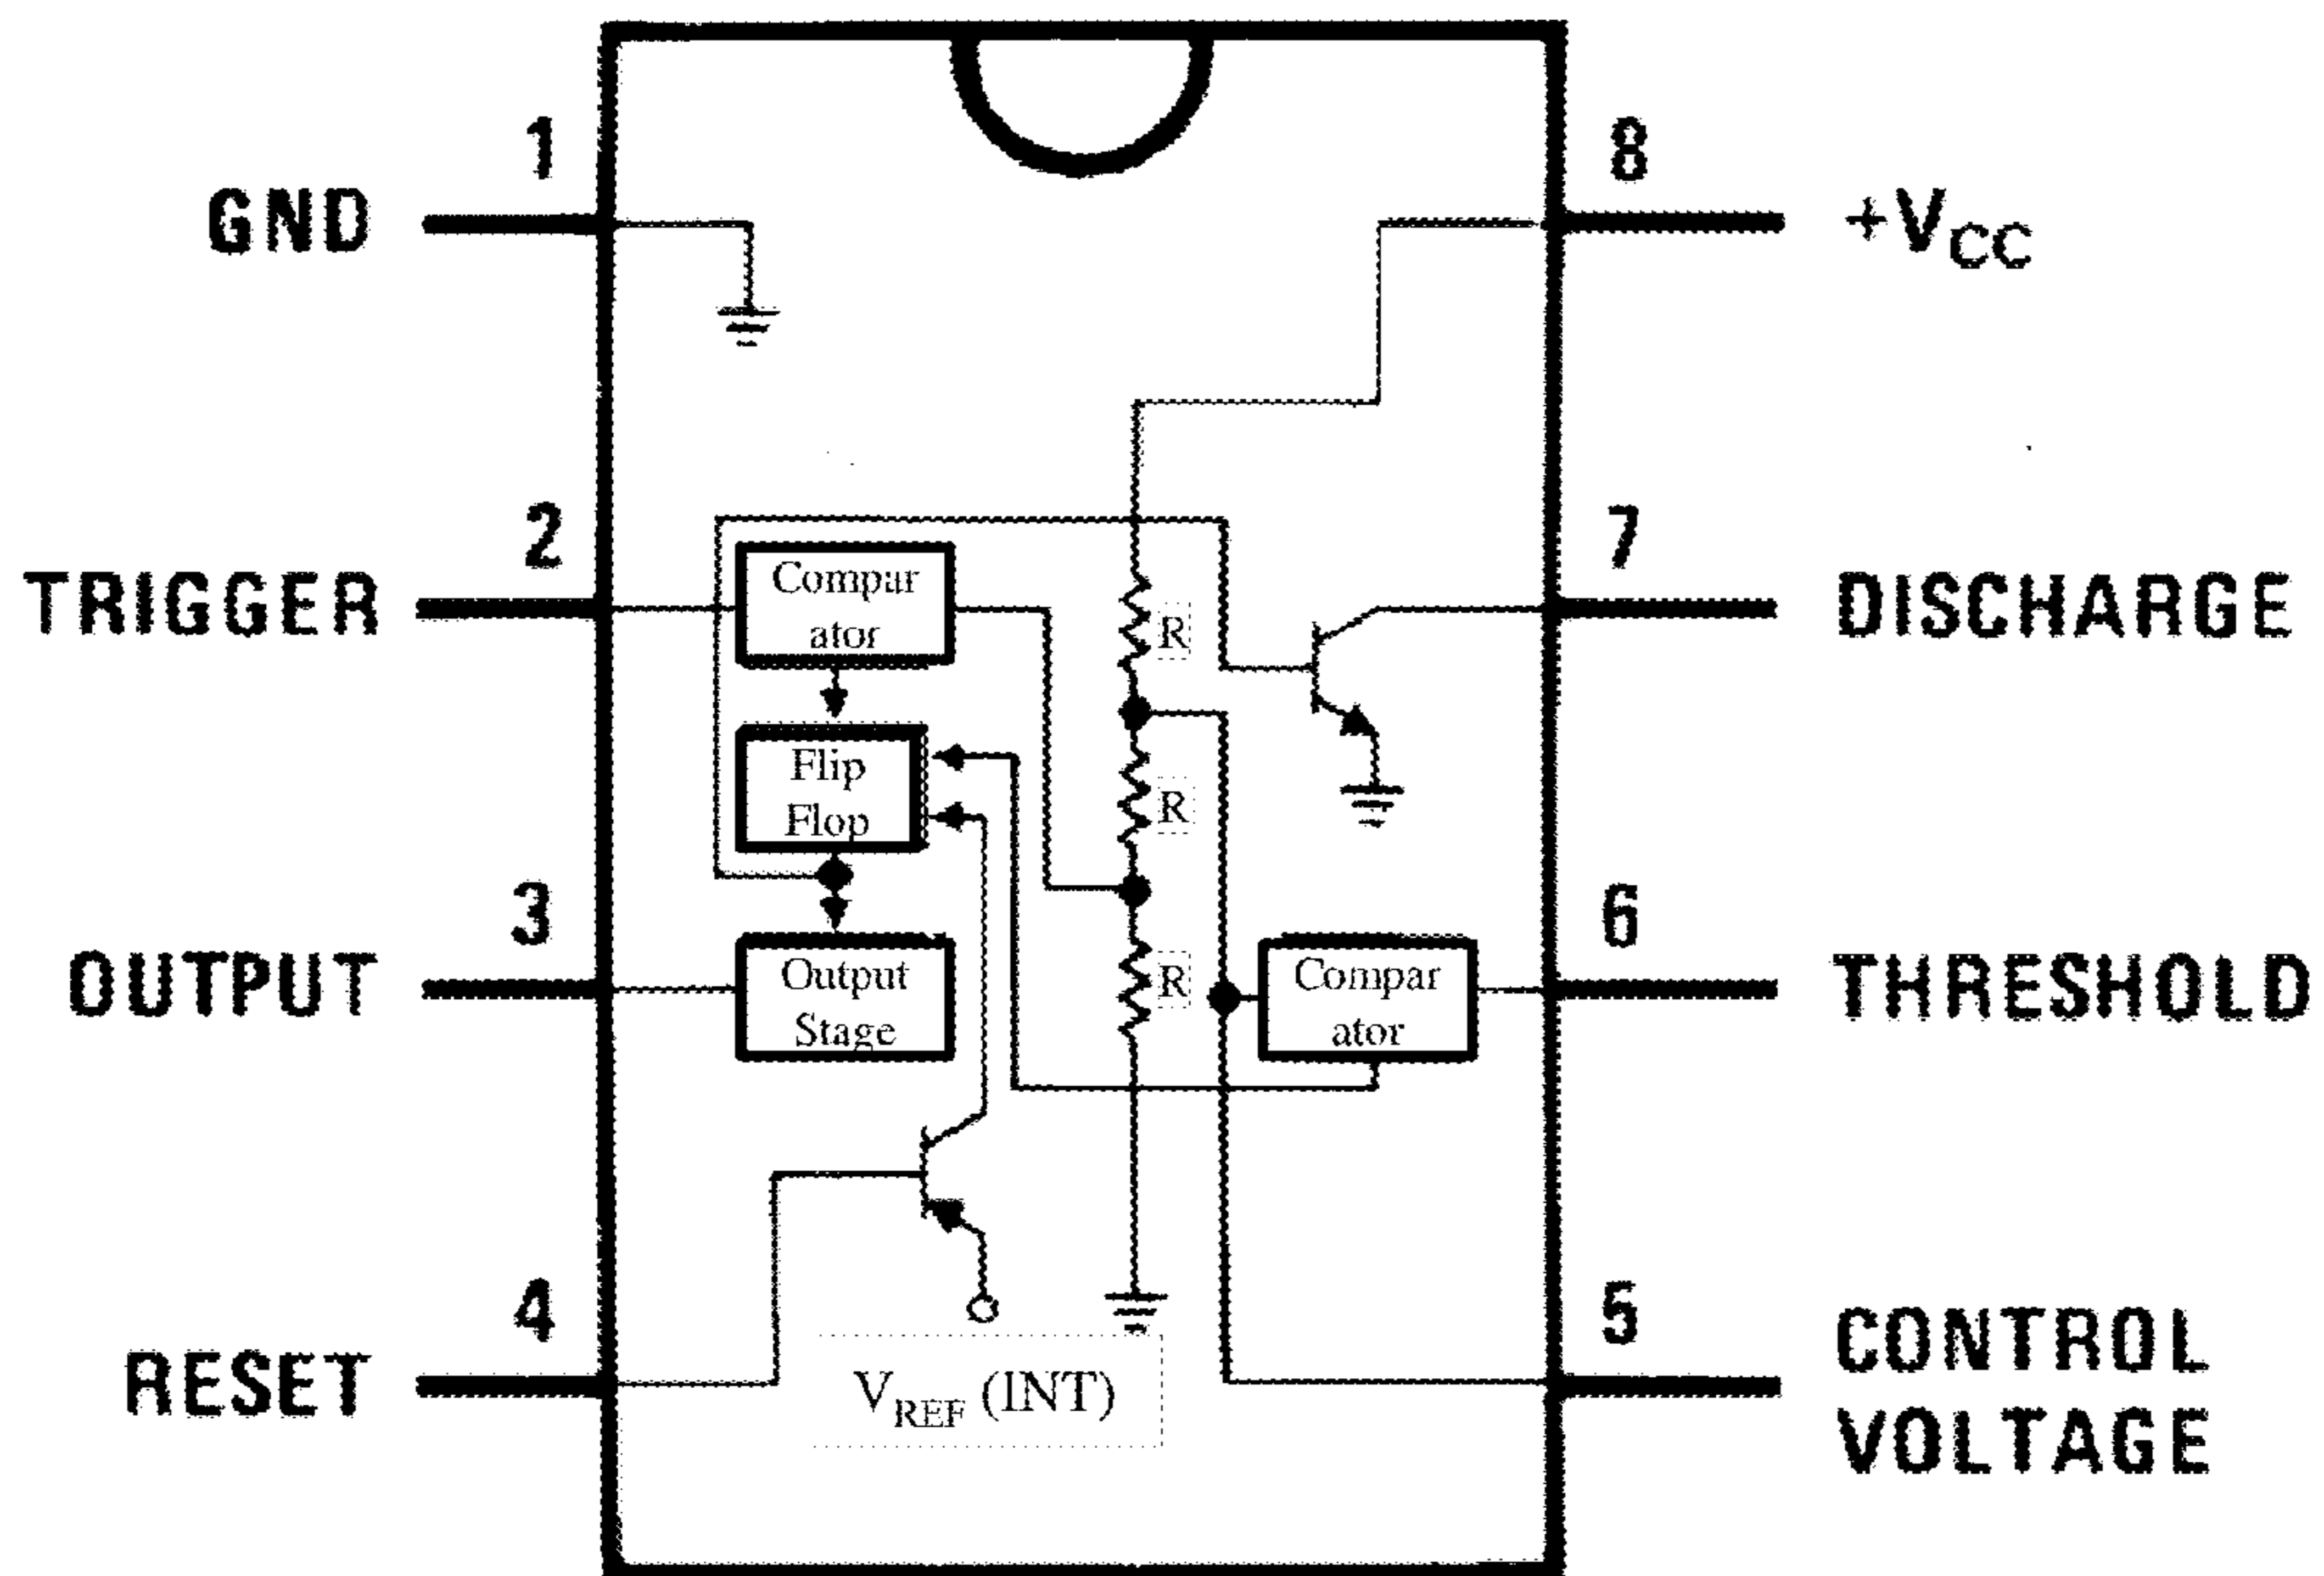 1
GND
8
+VCC
2
TRIGGER
7
DISCHARGE
Compar
ator
R
Flip
Flop
R
3
OUTPUT
6
THRESHOLD
Output
Stage
R
Compar
ator
4
RESET
5
CONTROL
VOLTAGE
VREF (INT)